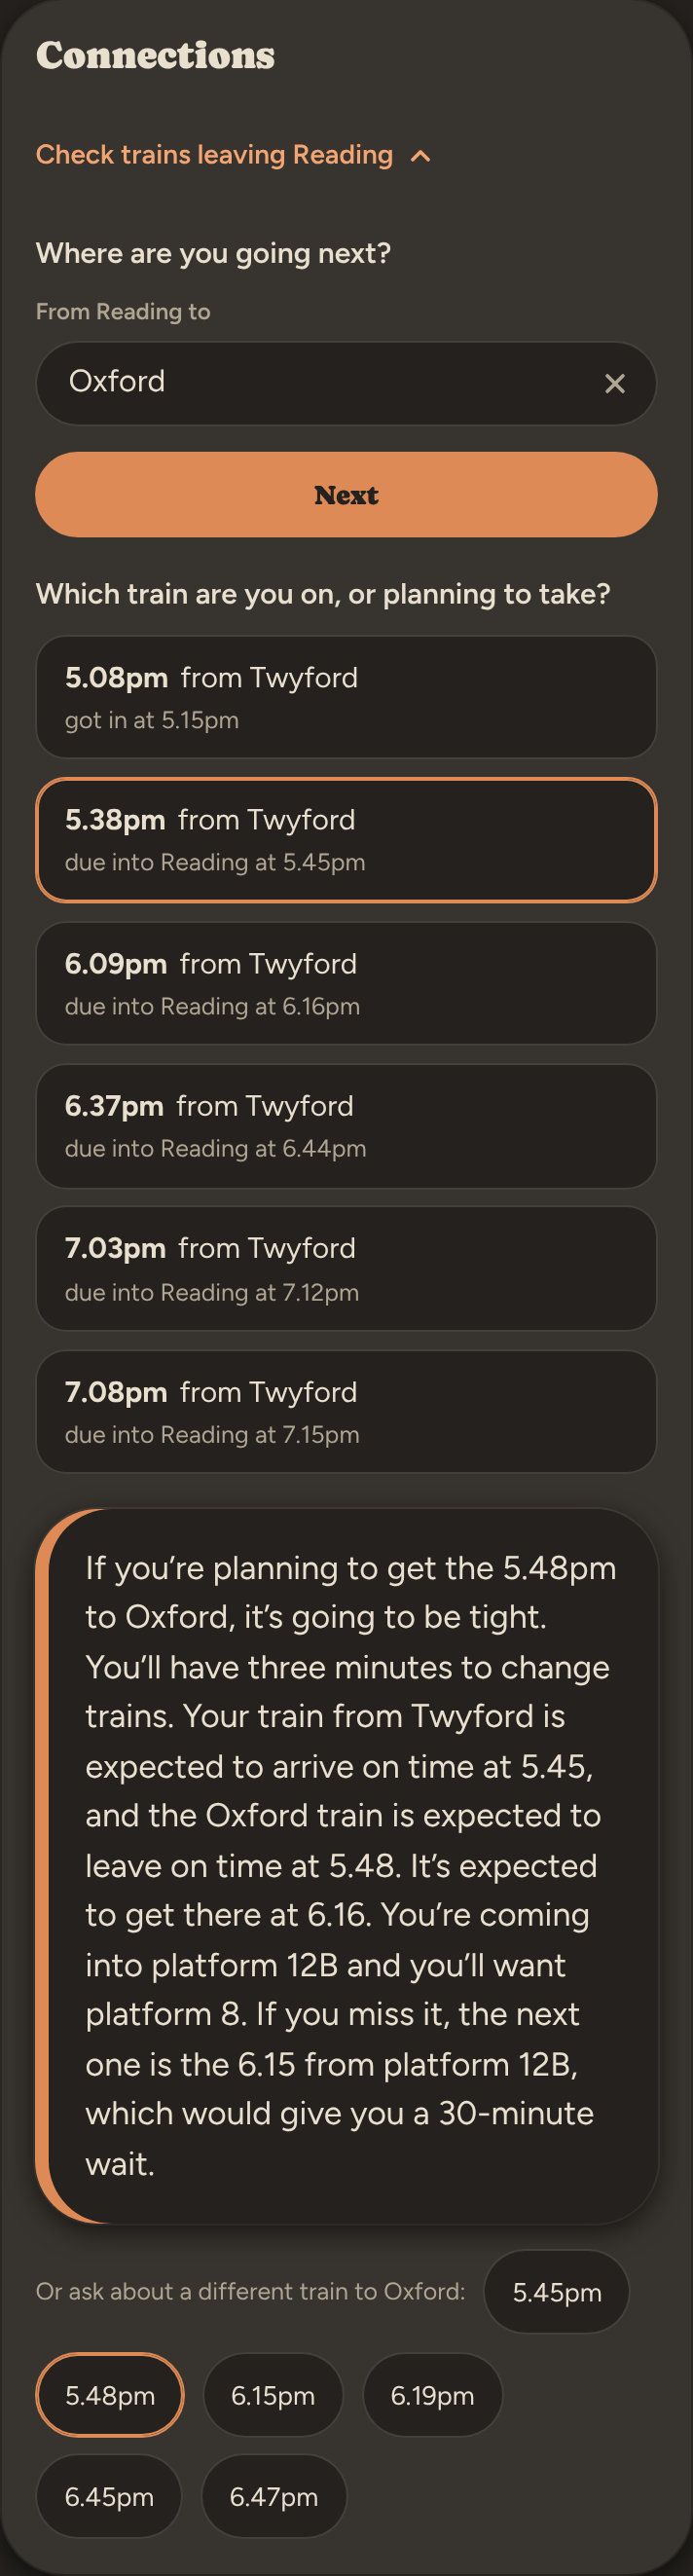 Connections
Check trains leaving Reading
Where are you going next?
From Reading to
Oxford
Next
Which train are you on, or planning to take?
5.08pm from Twyford
got in at 5.15pm
5.38pm from Twyford
due into Reading at 5.45pm
6.09pm from Twyford
due into Reading at 6.16pm
6.37pm from Twyford
due into Reading at 6.44pm
7.03pm from Twyford
due into Reading at 7.12pm
7.08pm from Twyford
due into Reading at 7.15pm
If you’re planning to get the 5.48pm
to Oxford, it’s going to be tight.
You’ll have three minutes to change
trains. Your train from Twyford is
expected to arrive on time at 5.45,
and the Oxford train is expected to
leave on time at 5.48. It’s expected
to get there at 6.16. You’re coming
into platform 12B and you’ll want
platform 8. If you miss it, the next
one is the 6.15 from platform 12B,
which would give you a 30-minute
wait.
Or ask about a different train to Oxford: 5.45pm
5.48pm 6.15pm 6.19pm
6.45pm 6.47pm